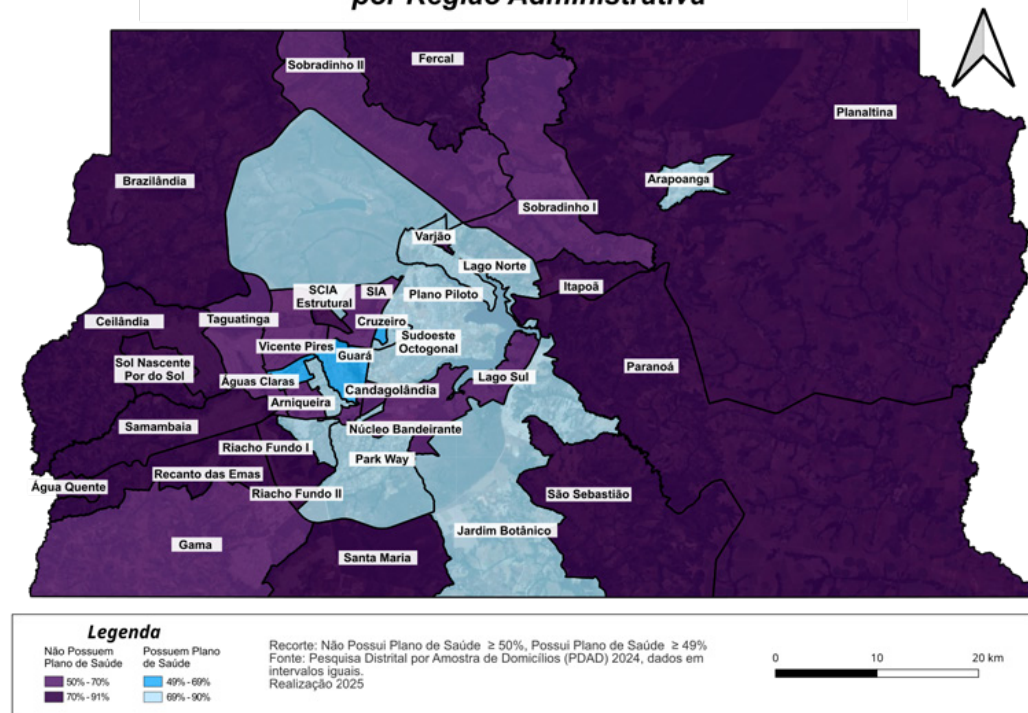 por Região Administrativa
Sobradinho II
Fercal
Planaltina
Brazilândia
Arapoanga
Sobradinho I
Varjão
Lago Norte
Itapoã
SCIA
Estrutural
SIA
Plano Piloto
Ceilândia
Taguatinga
Cruzeiro
Sudoeste
Octogonal
Vicente Pires
Guará
Sol Nascente
Por do Sol
Paranoá
Águas Claras
Candagolândia
Lago Sul
Arniqueira
Samambaia
Núcleo Bandeirante
Riacho Fundo I
Park Way
Recanto das Emas
Água Quente
Riacho Fundo II
São Sebastião
Jardim Botânico
Gama
Santa Maria
Legenda
Não Possuem
Plano de Saúde
50% - 70%
70% - 91%
Possuem Plano
de Saúde
49% - 69%
69% - 90%
Recorte: Não Possui Plano de Saúde ≥ 50%, Possui Plano de Saúde ≥ 49%
Fonte: Pesquisa Distrital por Amostra de Domicílios (PDAD) 2024, dados em
intervalos iguais.
Realização 2025
0 10 20 km